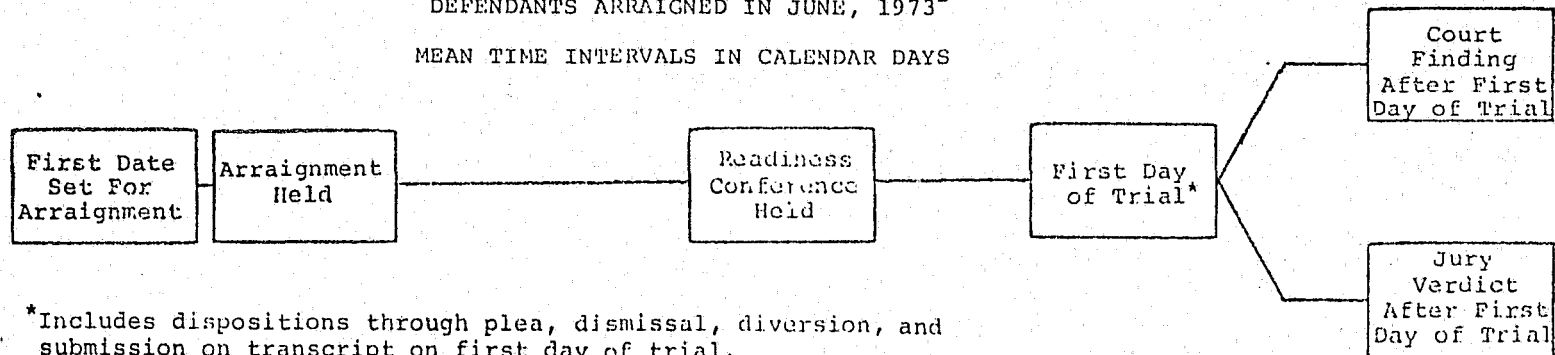 DEFENDANTS ARRAIGNED IN JUNE, 1973
MEAN TIME INTERVALS IN CALENDAR DAYS
First Date
Set For
Arraignment
Arraignment
Held
Readiness
Conference
Held
First Day
of Trial*
Court
Finding
After First
Day of Trial
Jury
Verdict
After First
Day of Trial
*Includes dispositions through plea, dismissal, diversion, and
submission on transcript on first day of trial.